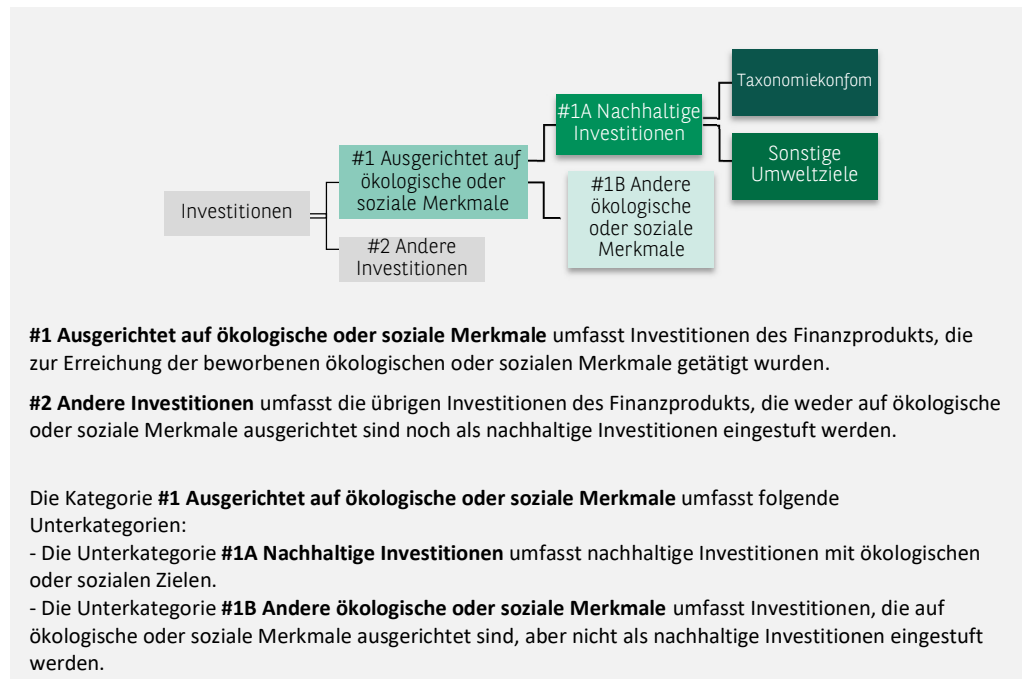 Taxonomiekonfom
#1A Nachhaltige
Investitionen
Sonstige
Umweltziele
#1 Ausgerichtet auf
ökologische oder
soziale Merkmale
#1B Andere
ökologische
oder soziale
Merkmale
Investitionen
#2 Andere
Investitionen
#1 Ausgerichtet auf ökologische oder soziale Merkmale umfasst Investitionen des Finanzprodukts, die
zur Erreichung der beworbenen ökologischen oder sozialen Merkmale getätigt wurden.
#2 Andere Investitionen umfasst die übrigen Investitionen des Finanzprodukts, die weder auf ökologische
oder soziale Merkmale ausgerichtet sind noch als nachhaltige Investitionen eingestuft werden.
Die Kategorie #1 Ausgerichtet auf ökologische oder soziale Merkmale umfasst folgende
Unterkategorien:
- Die Unterkategorie #1A Nachhaltige Investitionen umfasst nachhaltige Investitionen mit ökologischen
oder sozialen Zielen.
- Die Unterkategorie #1B Andere ökologische oder soziale Merkmale umfasst Investitionen, die auf
ökologische oder soziale Merkmale ausgerichtet sind, aber nicht als nachhaltige Investitionen eingestuft
werden.